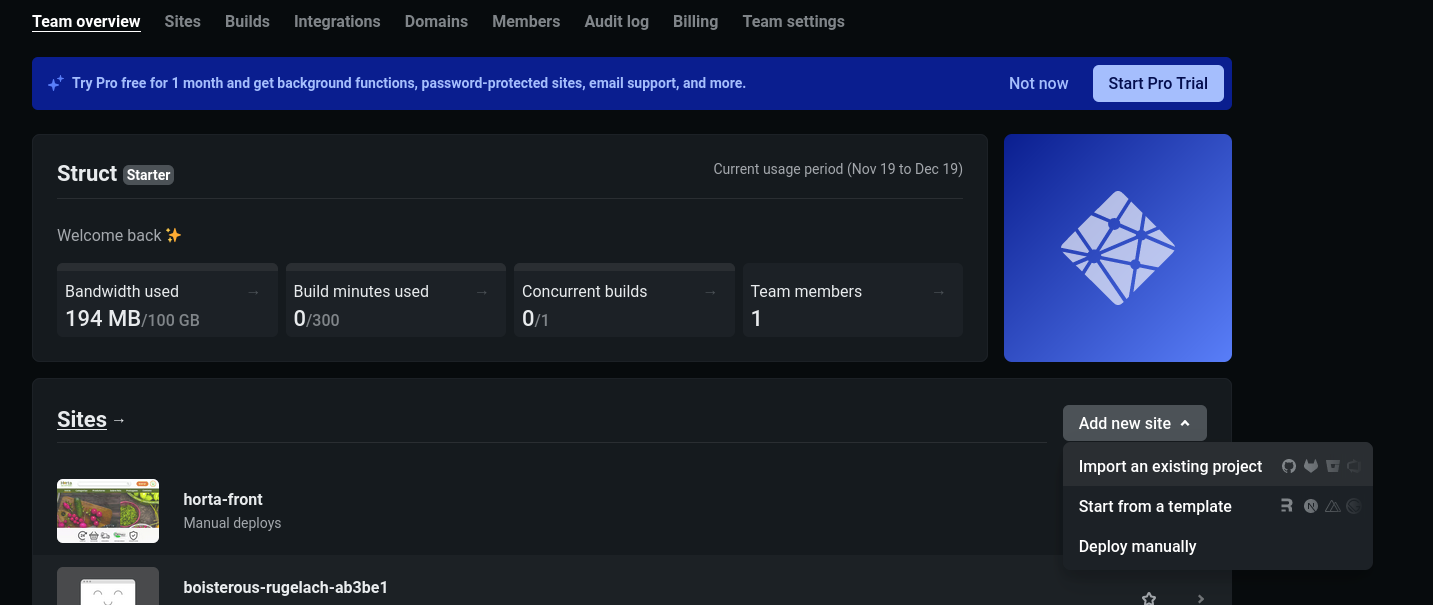 Team overview Sites Builds Integrations Domains Members Audit log Billing Team settings
Try Pro free for 1 month and get background functions, password-protected sites, email support, and more. Not now Start Pro Trial
Struct Starter Current usage period (Nov 19 to Dec 19)
Welcome back ✨
Bandwidth used → Build minutes used → Concurrent builds → Team members →
194 MB/100 GB 0/300 0/1 1
Sites → Add new site
Import an existing project
horta-front
Start from a template
Manual deploys
Deploy manually
boisterous-rugelach-ab3be1